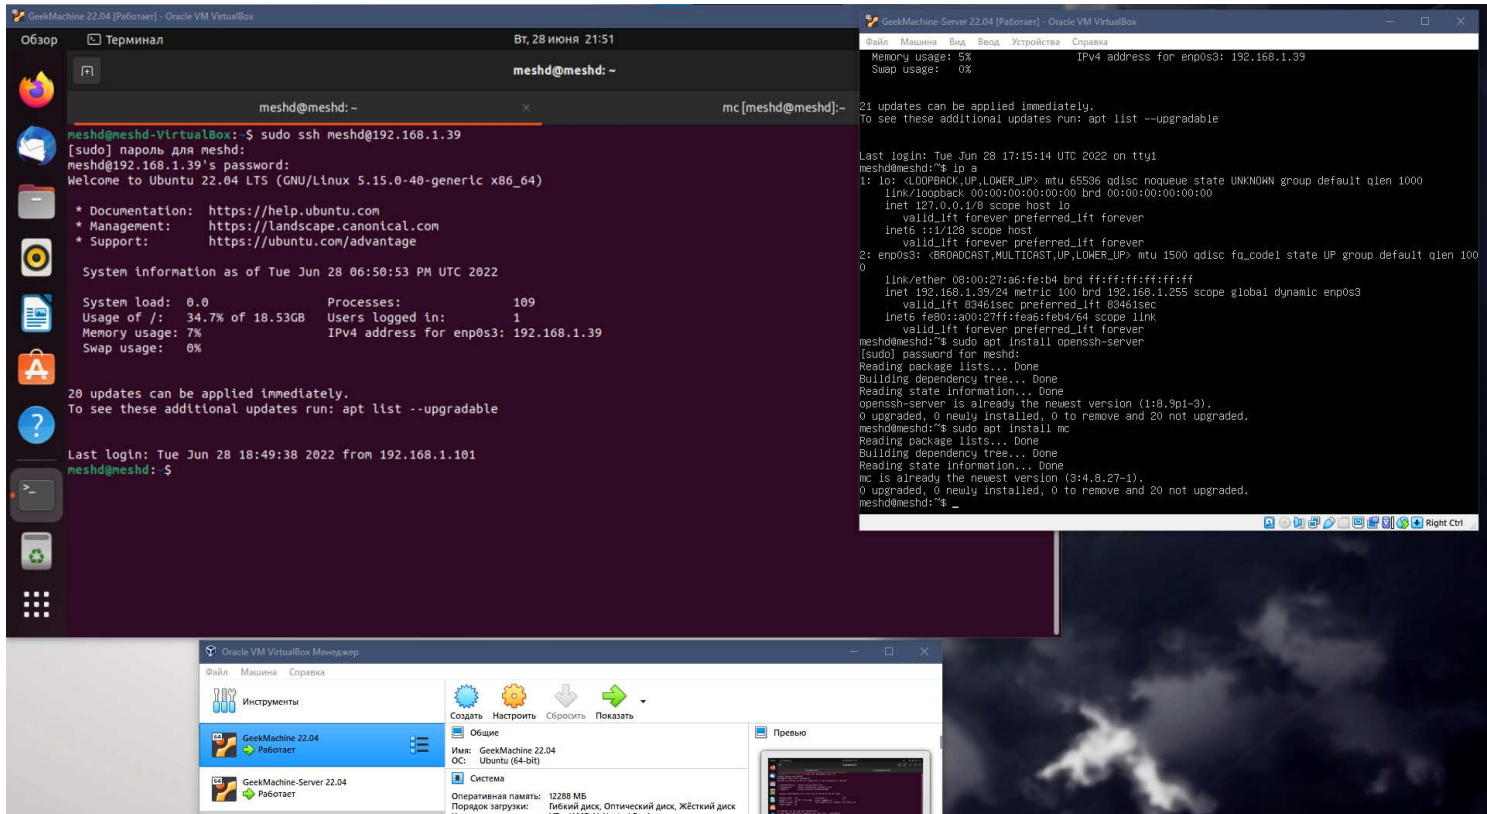 GeekMachine 22.04 [Работает] - Oracle VM VirtualBox
Обзор
Терминал
Вт, 28 июня 21:51
meshd@meshd: ~
meshd@meshd: ~
×
mc [meshd@meshd]:~
meshd@meshd-VirtualBox:~$ sudo ssh meshd@192.168.1.39
[sudo] пароль для meshd:
meshd@192.168.1.39's password:
Welcome to Ubuntu 22.04 LTS (GNU/Linux 5.15.0-40-generic x86_64)
* Documentation: https://help.ubuntu.com
* Management: https://landscape.canonical.com
* Support: https://ubuntu.com/advantage
System information as of Tue Jun 28 06:50:53 PM UTC 2022
System load: 0.0 Processes: 109
Usage of /: 34.7% of 18.53GB Users logged in: 1
Memory usage: 7% IPv4 address for enp0s3: 192.168.1.39
Swap usage: 0%
20 updates can be applied immediately.
To see these additional updates run: apt list --upgradable
Last login: Tue Jun 28 18:49:38 2022 from 192.168.1.101
meshd@meshd:~$
GeekMachine-Server 22.04 [Работает] - Oracle VM VirtualBox
Файл Машина Вид Ввод Устройства Справка
Memory usage: 5% IPv4 address for enp0s3: 192.168.1.39
Swap usage: 0%
21 updates can be applied immediately.
To see these additional updates run: apt list --upgradable
Last login: Tue Jun 28 17:15:14 UTC 2022 on tty1
meshd@meshd:~$ ip a
1: lo: <LOOPBACK,UP,LOWER_UP> mtu 65536 qdisc noqueue state UNKNOWN group default qlen 1000
link/loopback 00:00:00:00:00:00 brd 00:00:00:00:00:00
inet 127.0.0.1/8 scope host lo
valid_lft forever preferred_lft forever
inet6 ::1/128 scope host
valid_lft forever preferred_lft forever
2: enp0s3: <BROADCAST,MULTICAST,UP,LOWER_UP> mtu 1500 qdisc fq_codel state UP group default qlen 100
0
link/ether 08:00:27:a6:fe:b4 brd ff:ff:ff:ff:ff:ff
inet 192.168.1.39/24 metric 100 brd 192.168.1.255 scope global dynamic enp0s3
valid_lft 83461sec preferred_lft 83461sec
inet6 fe80::a00:27ff:fea6:feb4/64 scope link
valid_lft forever preferred_lft forever
meshd@meshd:~$ sudo apt install openssh-server
[sudo] password for meshd:
Reading package lists... Done
Building dependency tree... Done
Reading state information... Done
openssh-server is already the newest version (1:8.9p1-3).
0 upgraded, 0 newly installed, 0 to remove and 20 not upgraded.
meshd@meshd:~$ sudo apt install mc
Reading package lists... Done
Building dependency tree... Done
Reading state information... Done
mc is already the newest version (3:4.8.27-1).
0 upgraded, 0 newly installed, 0 to remove and 20 not upgraded.
meshd@meshd:~$ _
Right Ctrl
Oracle VM VirtualBox Менеджер
Файл Машина Справка
Инструменты
Создать Настроить Сбросить Показать
GeekMachine 22.04
Работает
GeekMachine-Server 22.04
Работает
Общие
Имя: GeekMachine 22.04
ОС: Ubuntu (64-bit)
Система
Оперативная память: 12288 МБ
Порядок загрузки: Гибкий диск, Оптический диск, Жёсткий диск
Превью